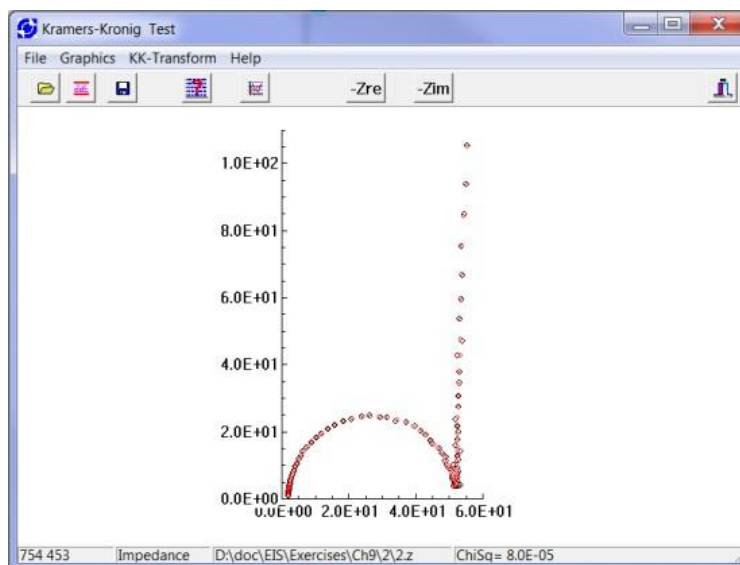 Kramers-Kronig Test
File Graphics KK-Transform Help
-Zre -Zim
1.0E+02
8.0E+01
6.0E+01
4.0E+01
2.0E+01
0.0E+00
0.0E+00 2.0E+01 4.0E+01 6.0E+01
754 453 Impedance D:\doc\EIS\Exercises\Ch9\2\2.z ChiSq= 8.0E-05